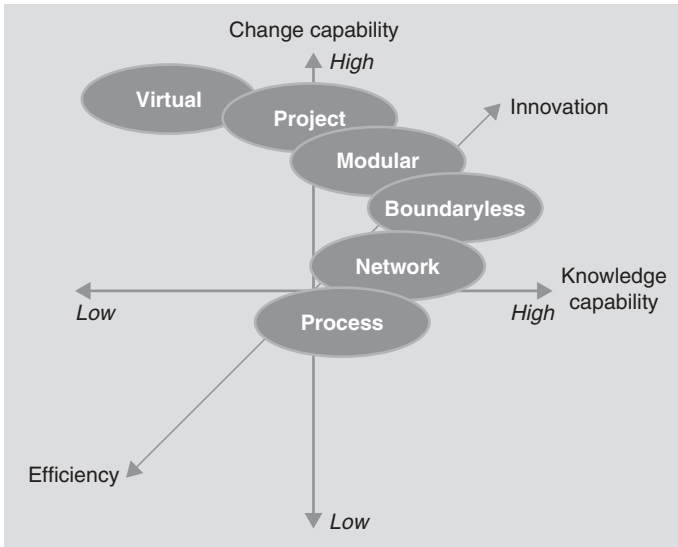 Change capability
High
Virtual
Project
Innovation
Modular
Boundaryless
Network
Knowledge
capability
Low
High
Process
Efficiency
Low